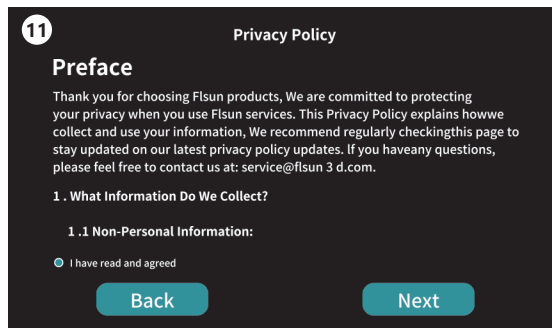 11
Privacy Policy
Preface
Thank you for choosing Flsun products, We are committed to protecting
your privacy when you use Flsun services. This Privacy Policy explains howwe
collect and use your information, We recommend regularly checkingthis page to
stay updated on our latest privacy policy updates. lf you haveany questions,
please feel free to contact us at: service@flsun 3 d.com.
1 . What Information Do We Collect?
1 .1 Non-Personal Information:
I have read and agreed
Back
Next